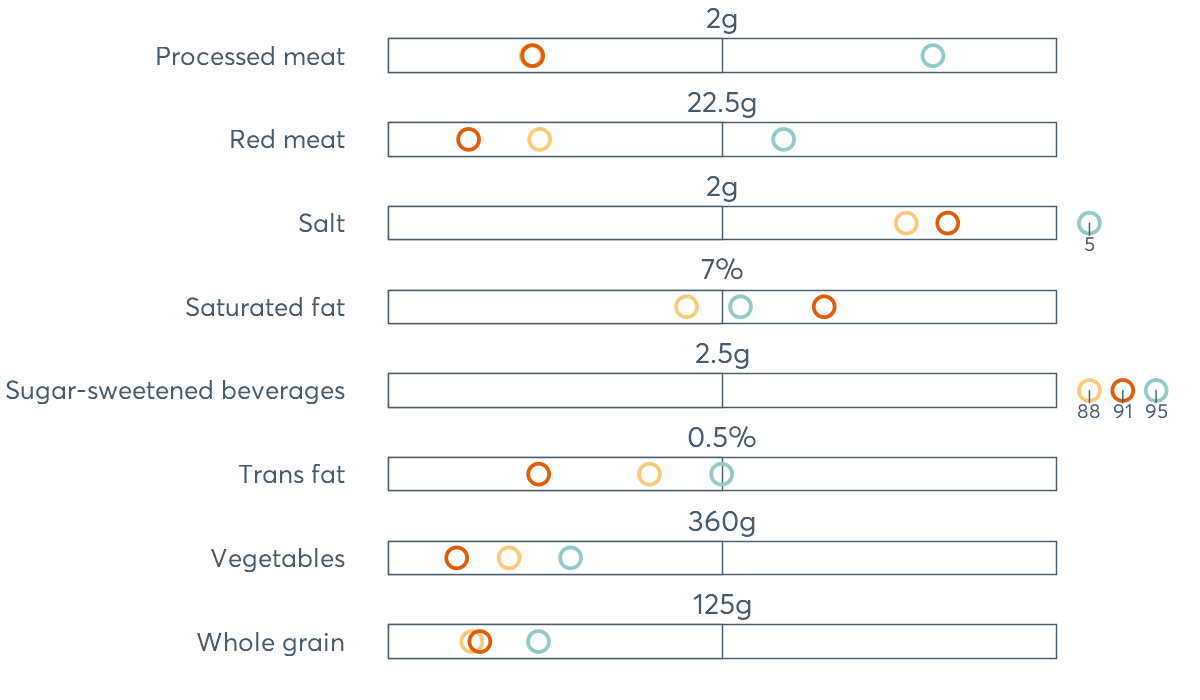 2g
Processed meat
22.5g
Red meat
2g
Salt
5
7%
Saturated fat
2.5g
Sugar-sweetened beverages
88 91 95
0.5%
Trans fat
360g
Vegetables
125g
Whole grain